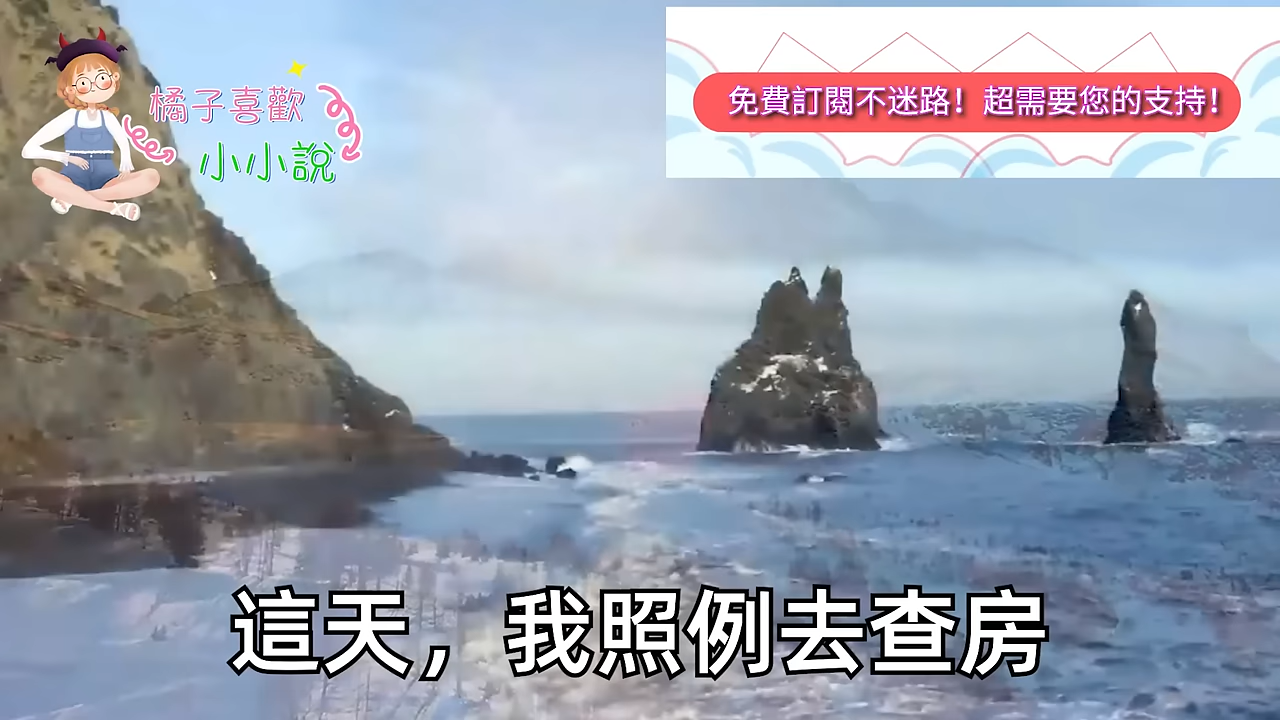 橘子喜歡
小小說
免費訂閱不迷路！超需要您的支持！
這天，我照例去查房